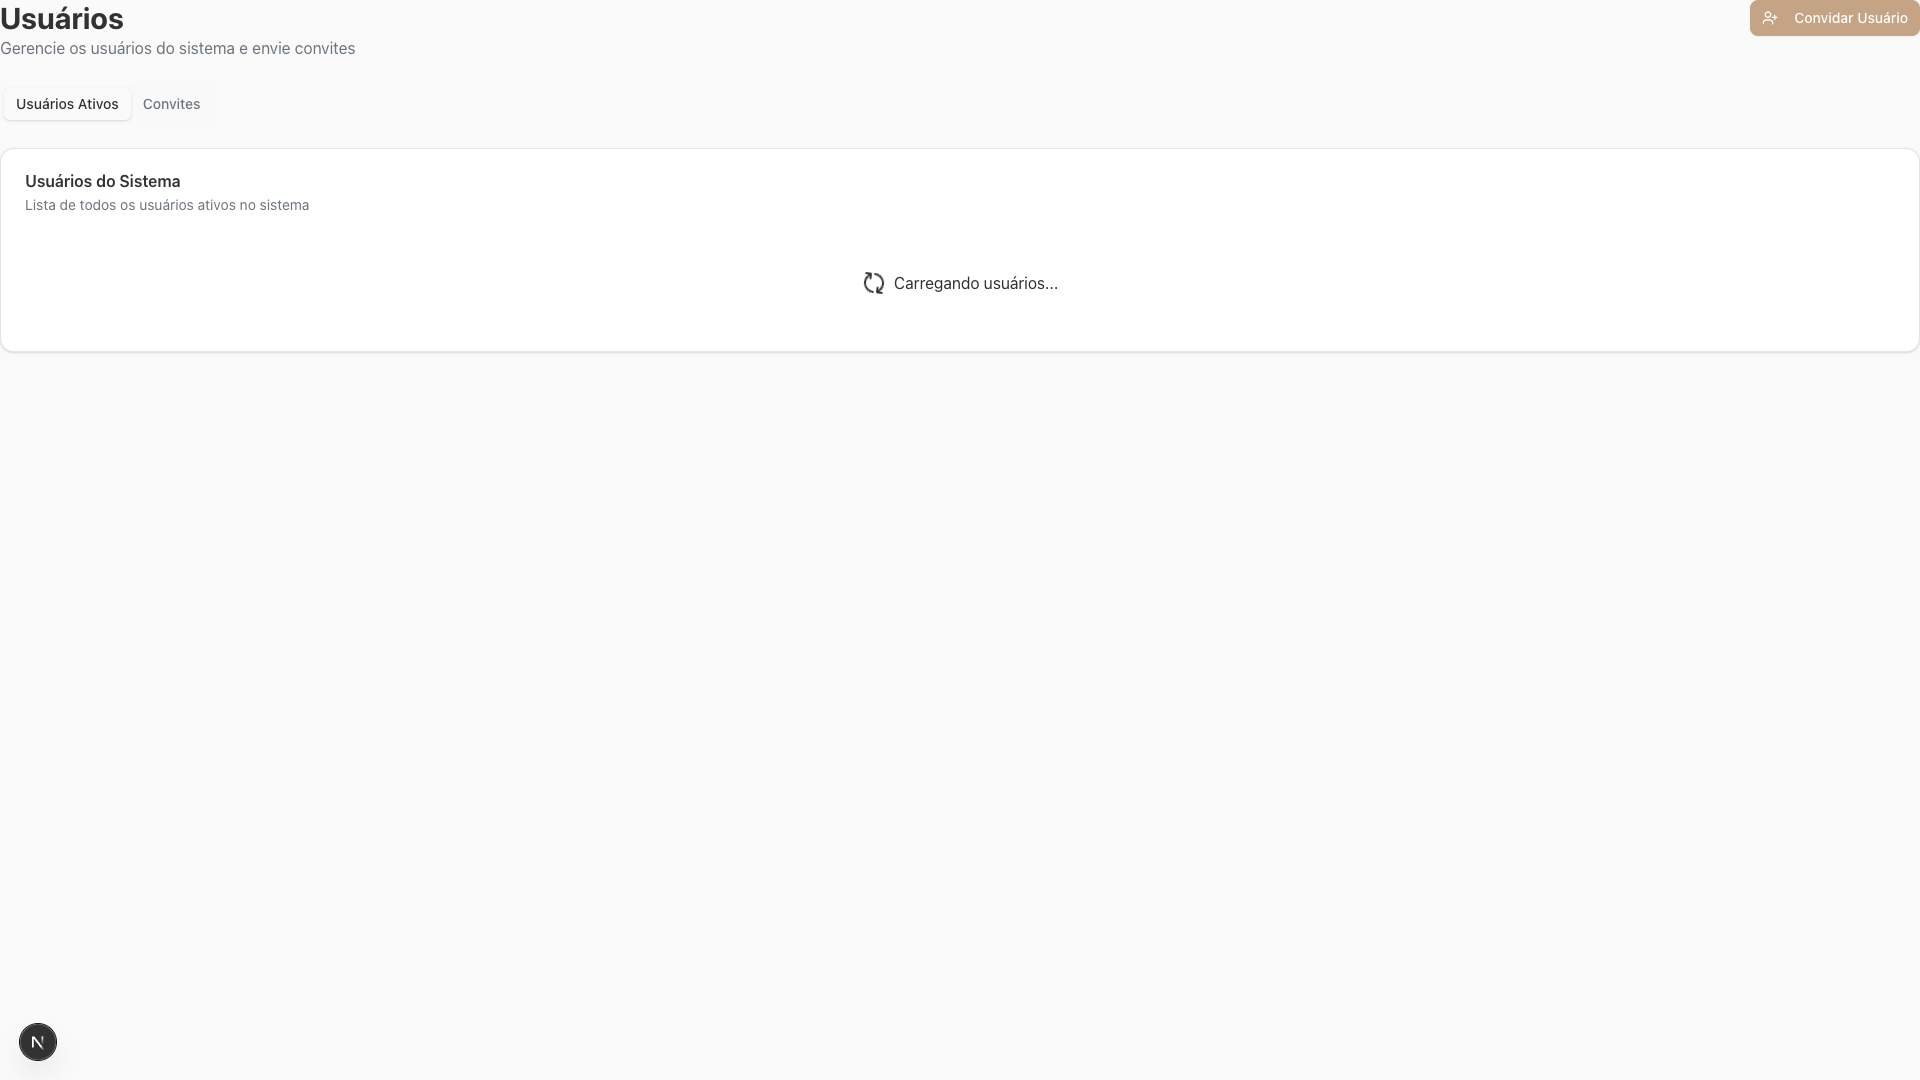 Usuários
Convidar Usuário
Gerencie os usuários do sistema e envie convites
Usuários Ativos
Convites
Usuários do Sistema
Lista de todos os usuários ativos no sistema
Carregando usuários...
N